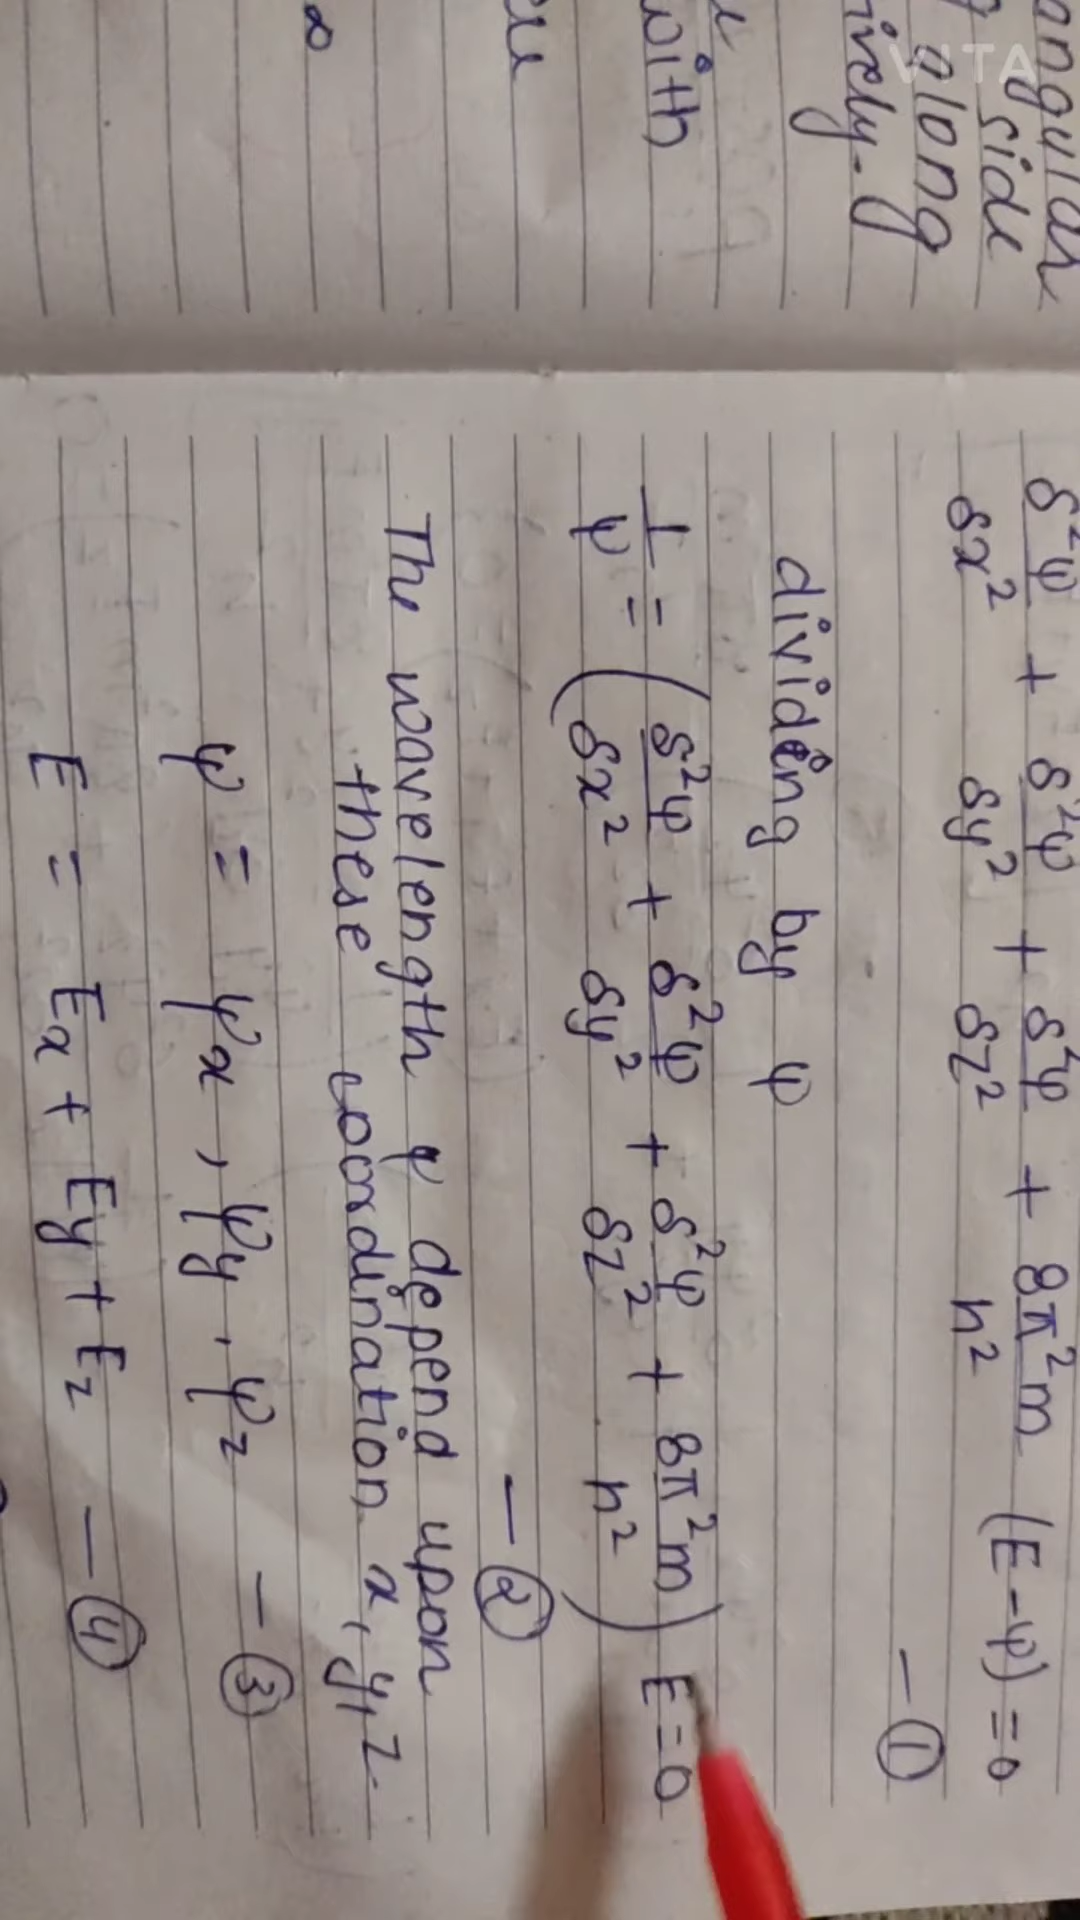 VITA
angular
side
along
ively.
with
∞
δ²ψ/δx² + δ²ψ/δy² + δ²ψ/δz² + 8π²m/h² (E-ψ) = 0
— ①
dividing by ψ
1/ψ = (δ²ψ/δx² + δ²ψ/δy² + δ²ψ/δz² + 8π²m/h²) E = 0
— ②
The wavelength ψ depend upon
these coordination x, y, z.
ψ = ψx, ψy, ψz — ③
E = Ex + Ey + Ez — ④